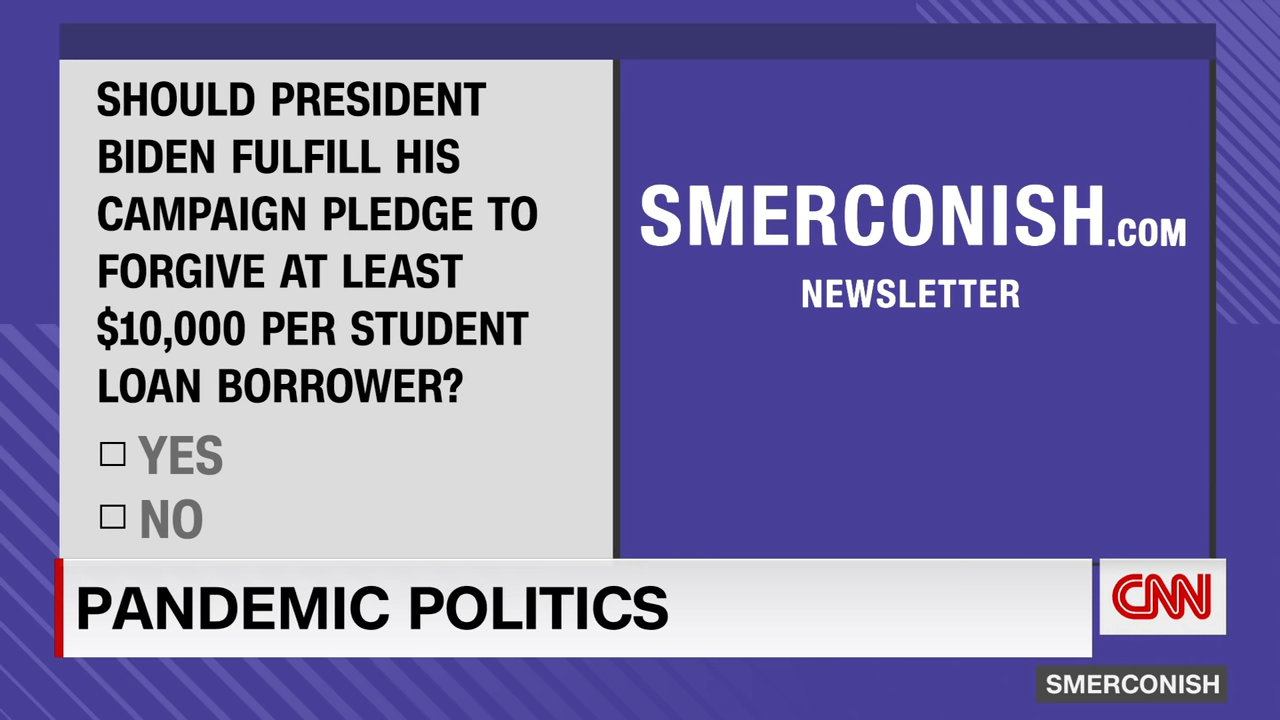 SHOULD PRESIDENT
BIDEN FULFILL HIS
CAMPAIGN PLEDGE TO
FORGIVE AT LEAST
$10,000 PER STUDENT
LOAN BORROWER?
☐ YES
☐ NO
SMERCONISH.COM
NEWSLETTER
PANDEMIC POLITICS
CNN
SMERCONISH